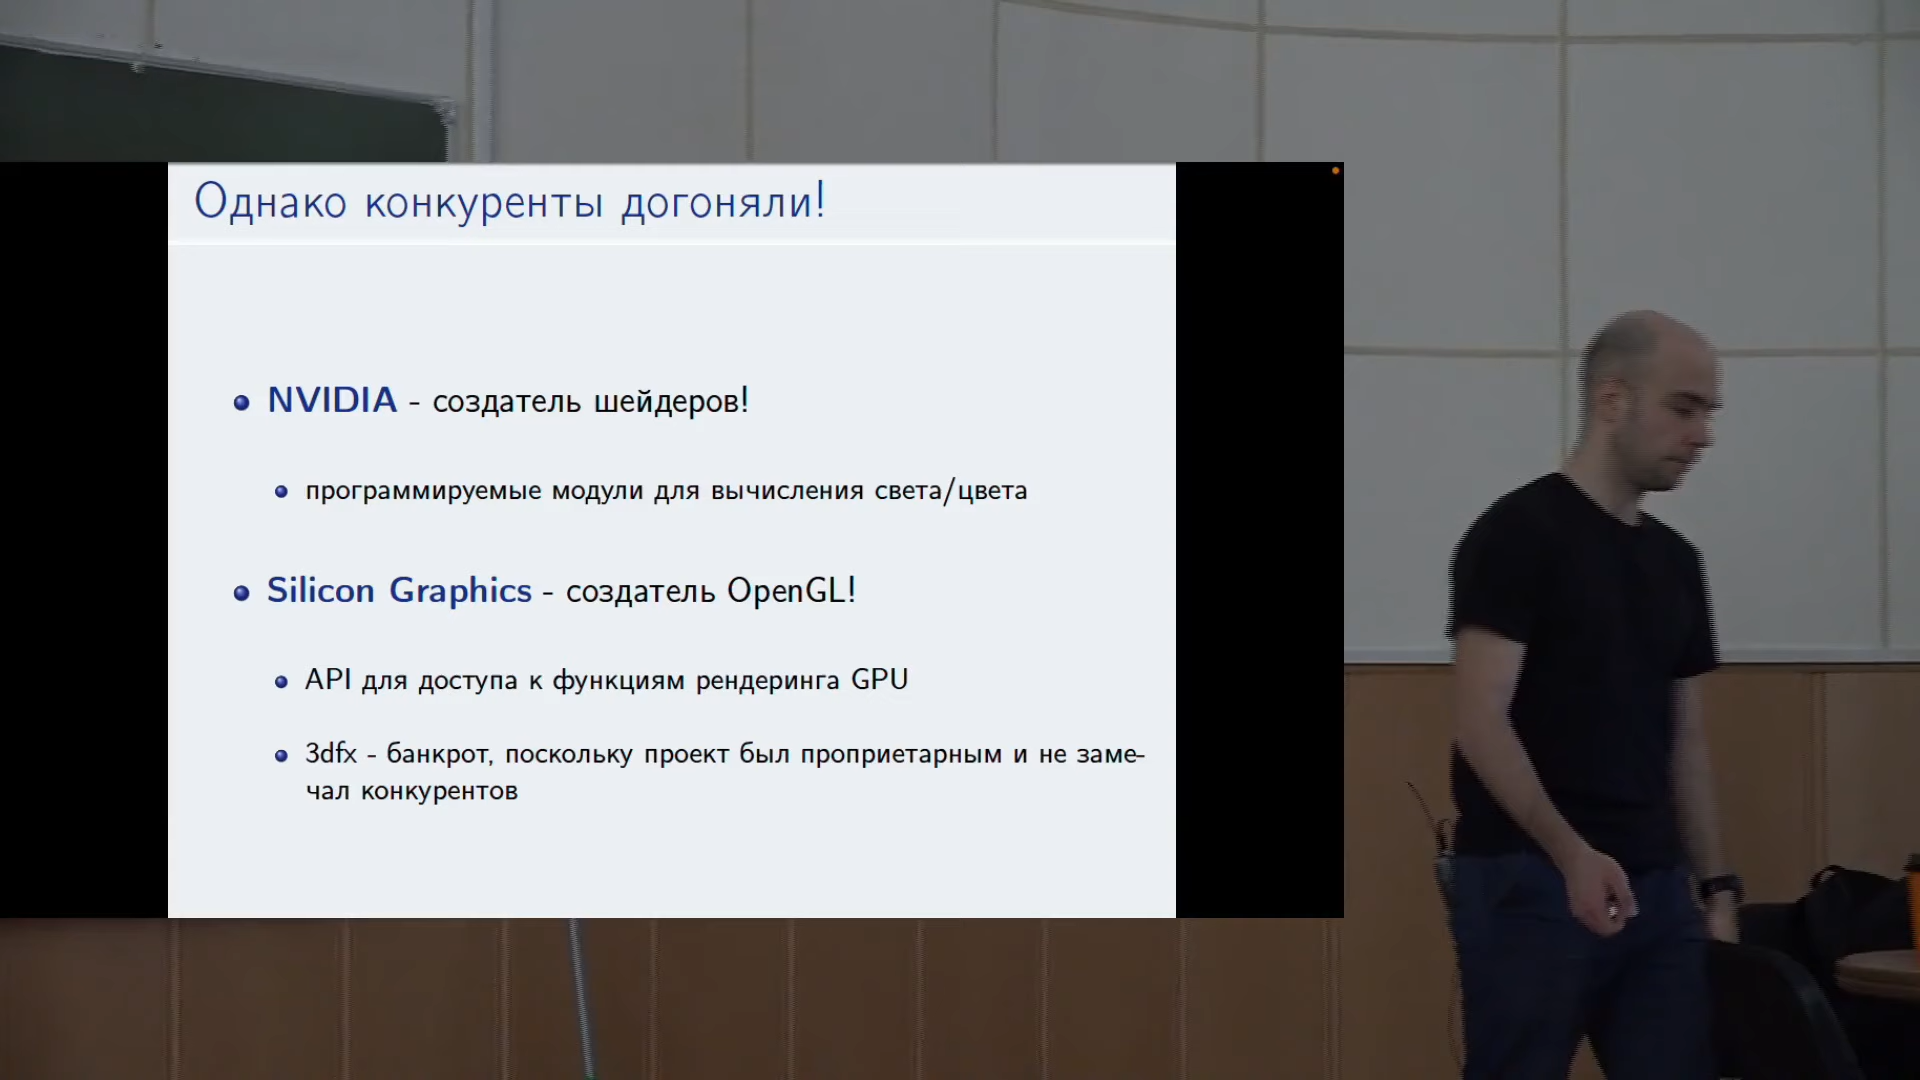 Однако конкуренты догоняли!
NVIDIA - создатель шейдеров!
программируемые модули для вычисления света/цвета
Silicon Graphics - создатель OpenGL!
API для доступа к функциям рендеринга GPU
3dfx - банкрот, поскольку проект был проприетарным и не заме-
чал конкурентов